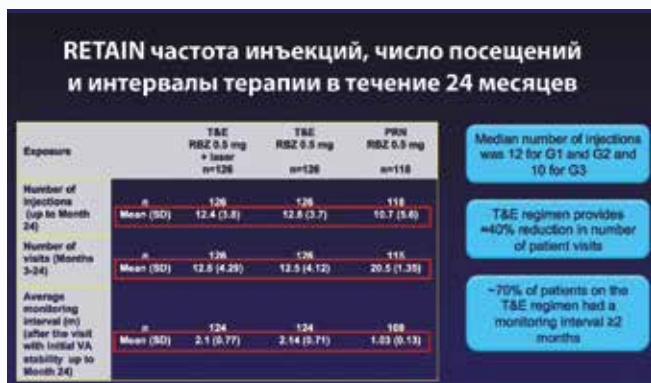 RETAIN частота инъекций, число посещений
и интервалы терапии в течение 24 месяцев
Exposure
T&E
RBZ 0.5 mg
+ laser
n=126
T&E
RBZ 0.5 mg
n=126
PRN
RBZ 0.5 mg
n=118
Number of
injections
(up to Month
24)
n 126 126 118
Mean (SD) 12.4 (3.8) 12.8 (3.7) 10.7 (5.6)
Number of
visits (Months
3-24)
n 126 126 115
Mean (SD) 12.8 (4.29) 12.5 (4.12) 20.5 (1.35)
Average
monitoring
interval (m)
(after the visit
with initial VA
stability up to
Month 24)
n 124 124 108
Mean (SD) 2.1 (0.77) 2.14 (0.71) 1.03 (0.13)
Median number of injections
was 12 for G1 and G2 and
10 for G3
T&E regimen provides
≈40% reduction in number
of patient visits
~70% of patients on the
T&E regimen had a
monitoring interval ≥2
months